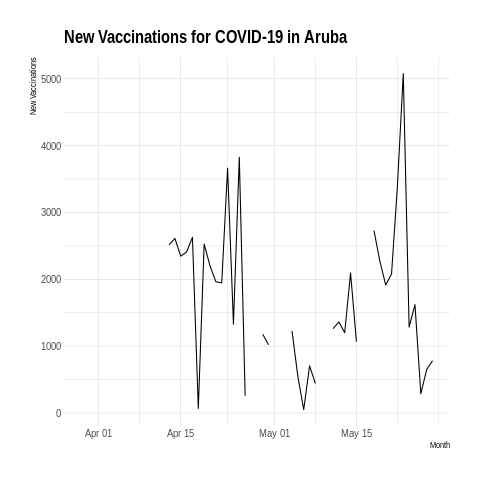 New Vaccinations for COVID-19 in Aruba
New Vaccinations
5000
4000
3000
2000
1000
0
Apr 01
Apr 15
May 01
May 15
Month